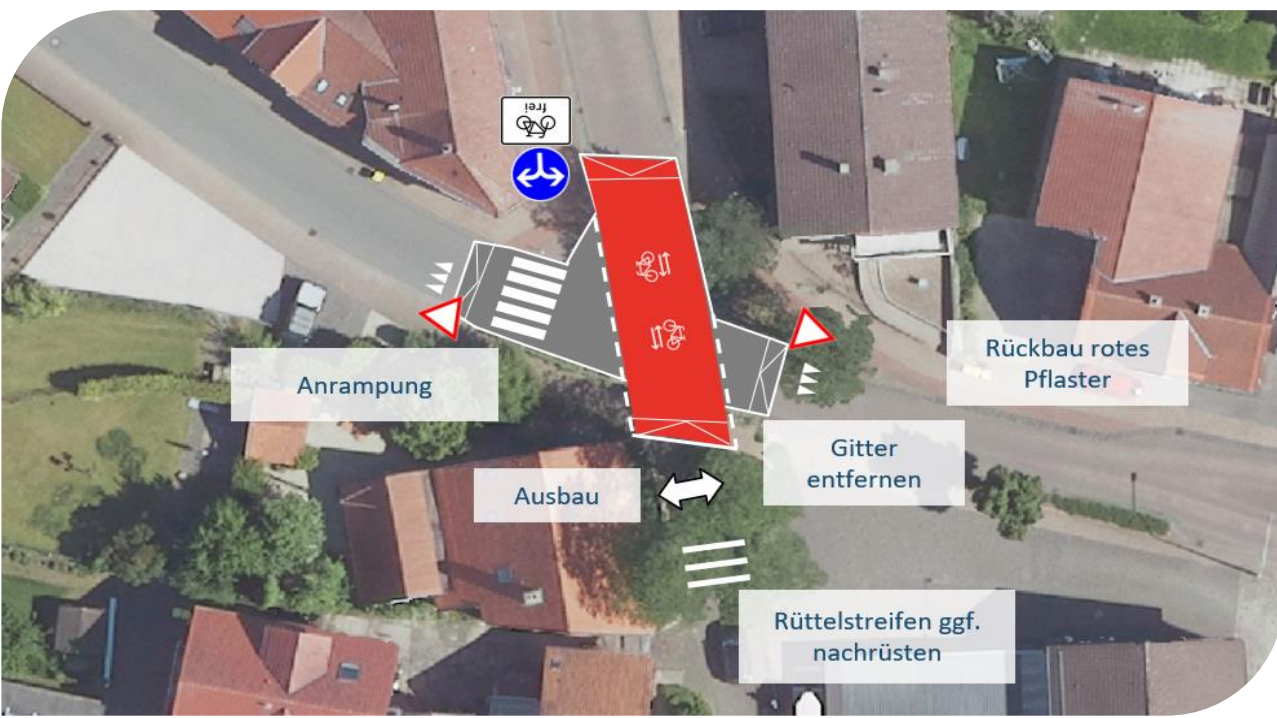 frei
Anrampung
Rückbau rotes
Pflaster
Gitter
entfernen
Ausbau
Rüttelstreifen ggf.
nachrüsten